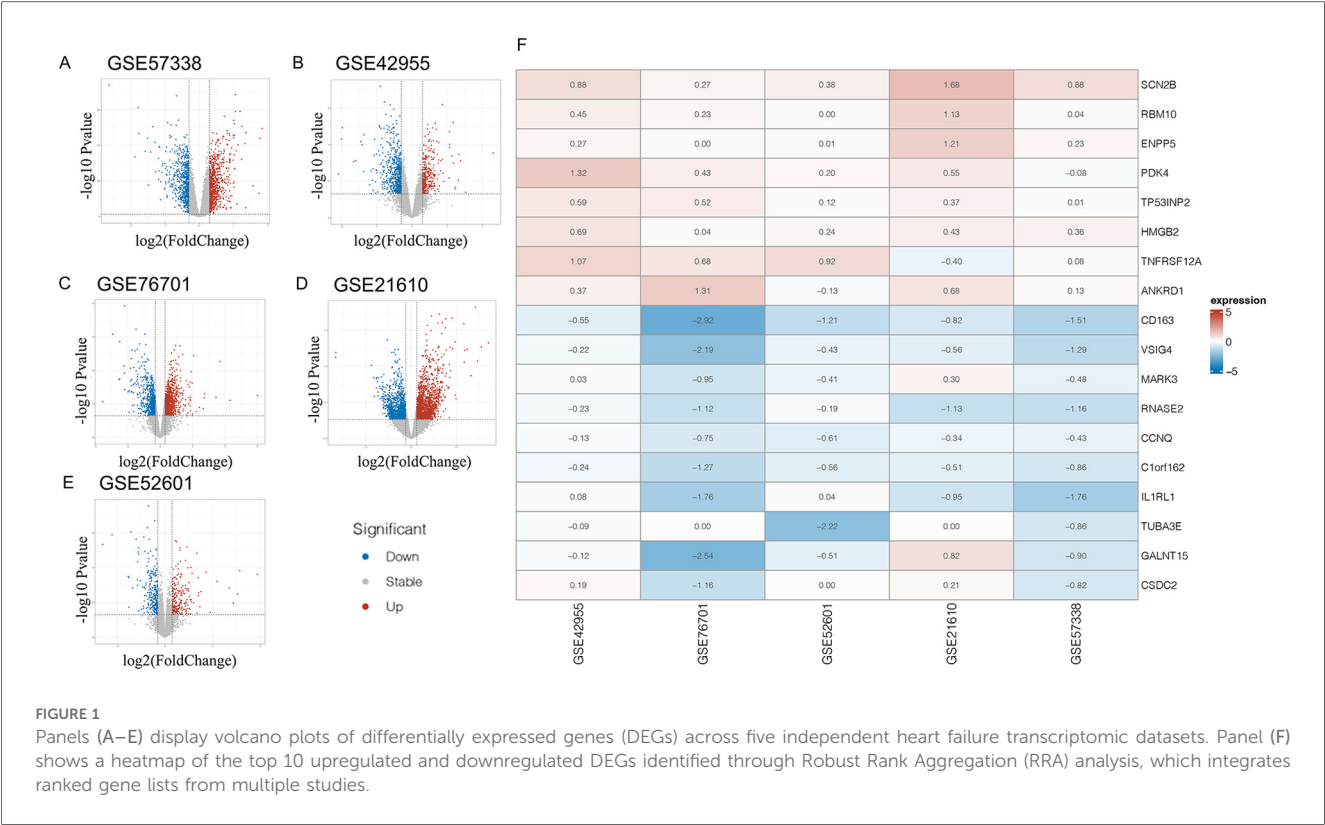 A GSE57338
-log10 Pvalue
log2(FoldChange)
B GSE42955
-log10 Pvalue
log2(FoldChange)
C GSE76701
-log10 Pvalue
log2(FoldChange)
D GSE21610
-log10 Pvalue
log2(FoldChange)
E GSE52601
-log10 Pvalue
log2(FoldChange)
Significant
Down
Stable
Up
F
0.88 0.27 0.38 1.68 0.88 SCN2B
0.45 0.23 0.00 1.13 0.04 RBM10
0.27 0.00 0.01 1.21 0.23 ENPP5
1.32 0.43 0.20 0.55 −0.08 PDK4
0.59 0.52 0.12 0.37 0.01 TP53INP2
0.69 0.04 0.24 0.43 0.36 HMGB2
1.07 0.68 0.92 −0.40 0.08 TNFRSF12A
0.37 1.31 −0.13 0.68 0.13 ANKRD1
−0.55 −2.92 −1.21 −0.82 −1.51 CD163
−0.22 −2.19 −0.43 −0.56 −1.29 VSIG4
0.03 −0.95 −0.41 0.30 −0.48 MARK3
−0.23 −1.12 −0.19 −1.13 −1.16 RNASE2
−0.13 −0.75 −0.61 −0.34 −0.43 CCNQ
−0.24 −1.27 −0.56 −0.51 −0.86 C1orf162
0.08 −1.76 0.04 −0.95 −1.76 IL1RL1
−0.09 0.00 −2.22 0.00 −0.86 TUBA3E
−0.12 −2.54 −0.51 0.82 −0.90 GALNT15
0.19 −1.16 0.00 0.21 −0.82 CSDC2
GSE42955 GSE76701 GSE52601 GSE21610 GSE57338
expression
5
0
−5
FIGURE 1
Panels (A–E) display volcano plots of differentially expressed genes (DEGs) across five independent heart failure transcriptomic datasets. Panel (F)
shows a heatmap of the top 10 upregulated and downregulated DEGs identified through Robust Rank Aggregation (RRA) analysis, which integrates
ranked gene lists from multiple studies.